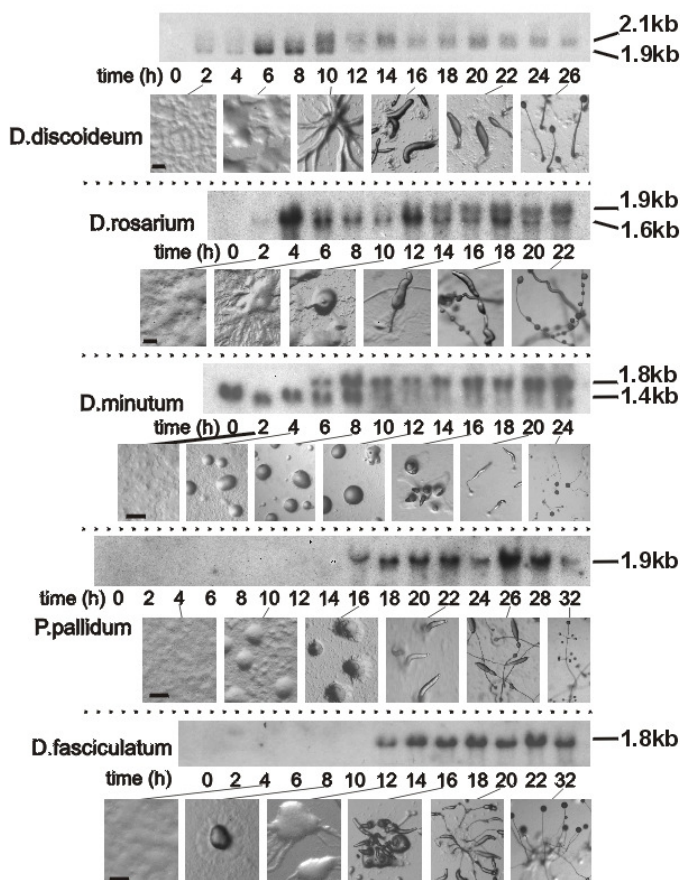 2.1kb
1.9kb
time (h) 0 2 4 6 8 10 12 14 16 18 20 22 24 26
D.discoideum
1.9kb
D.rosarium
1.6kb
time (h) 0 2 4 6 8 10 12 14 16 18 20 22
1.8kb
D.minutum
1.4kb
time (h) 0 2 4 6 8 10 12 14 16 18 20 24
1.9kb
time (h) 0 2 4 6 8 10 12 14 16 18 20 22 24 26 28 32
P.pallidum
1.8kb
D.fasciculatum
time (h) 0 2 4 6 8 10 12 14 16 18 20 22 32